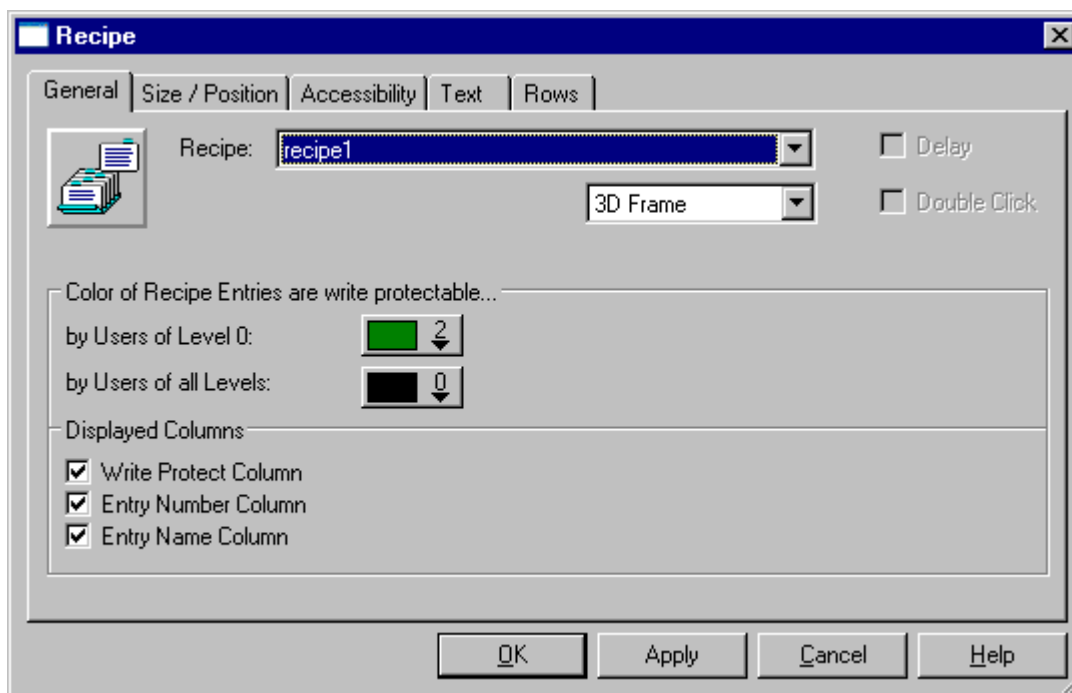 Recipe
General Size / Position Accessibility Text Rows
Recipe: recipe1 Delay
3D Frame Double Click
Color of Recipe Entries are write protectable...
by Users of Level 0: 2
by Users of all Levels: 0
Displayed Columns
Write Protect Column
Entry Number Column
Entry Name Column
OK Apply Cancel Help